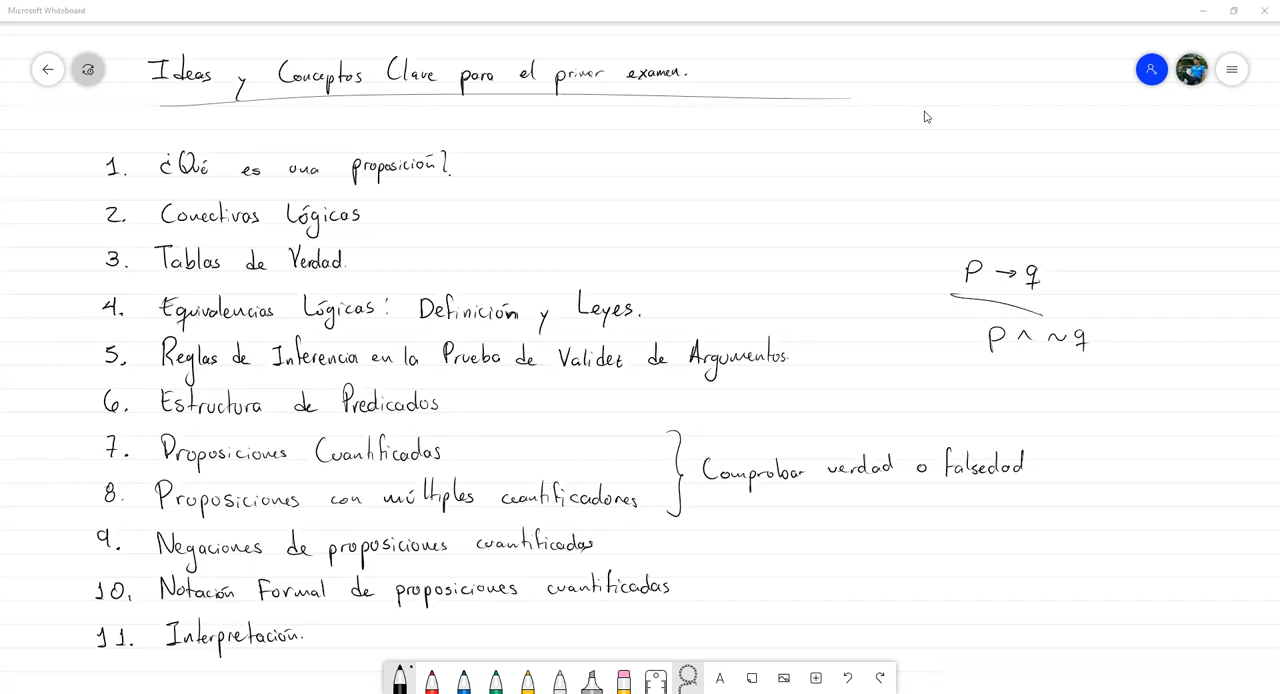 Microsoft Whiteboard
Ideas y Conceptos Clave para el primer examen.
1. ¿Qué es una proposición?
2. Conectivos Lógicos
3. Tablas de Verdad.
4. Equivalencias Lógicas: Definición y Leyes.
5. Reglas de Inferencia en la Prueba de Validez de Argumentos.
6. Estructura de Predicados
7. Proposiciones Cuantificadas
8. Proposiciones con múltiples cuantificadores
Comprobar verdad o falsedad
9. Negaciones de proposiciones cuantificadas
10. Notación Formal de proposiciones cuantificadas
11. Interpretación.
P → q
P ∧ ~q
A